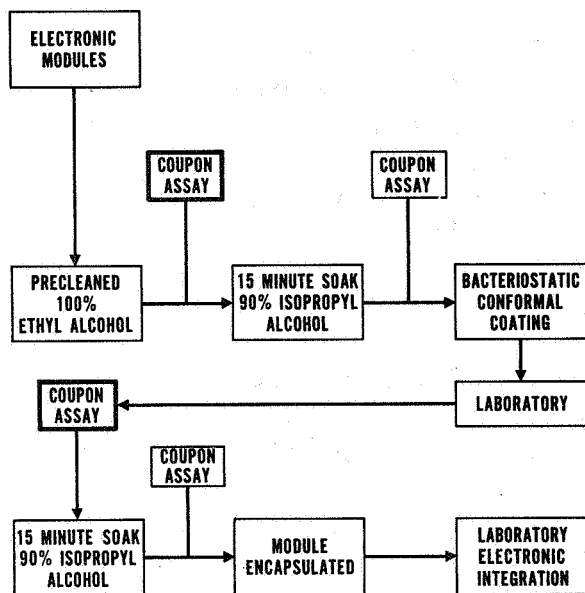 ELECTRONIC
MODULES
COUPON
ASSAY
COUPON
ASSAY
PRECLEANED
100%
ETHYL ALCOHOL
15 MINUTE SOAK
90% ISOPROPYL
ALCOHOL
BACTERIOSTATIC
CONFORMAL
COATING
COUPON
ASSAY
LABORATORY
COUPON
ASSAY
15 MINUTE SOAK
90% ISOPROPYL
ALCOHOL
MODULE
ENCAPSULATED
LABORATORY
ELECTRONIC
INTEGRATION